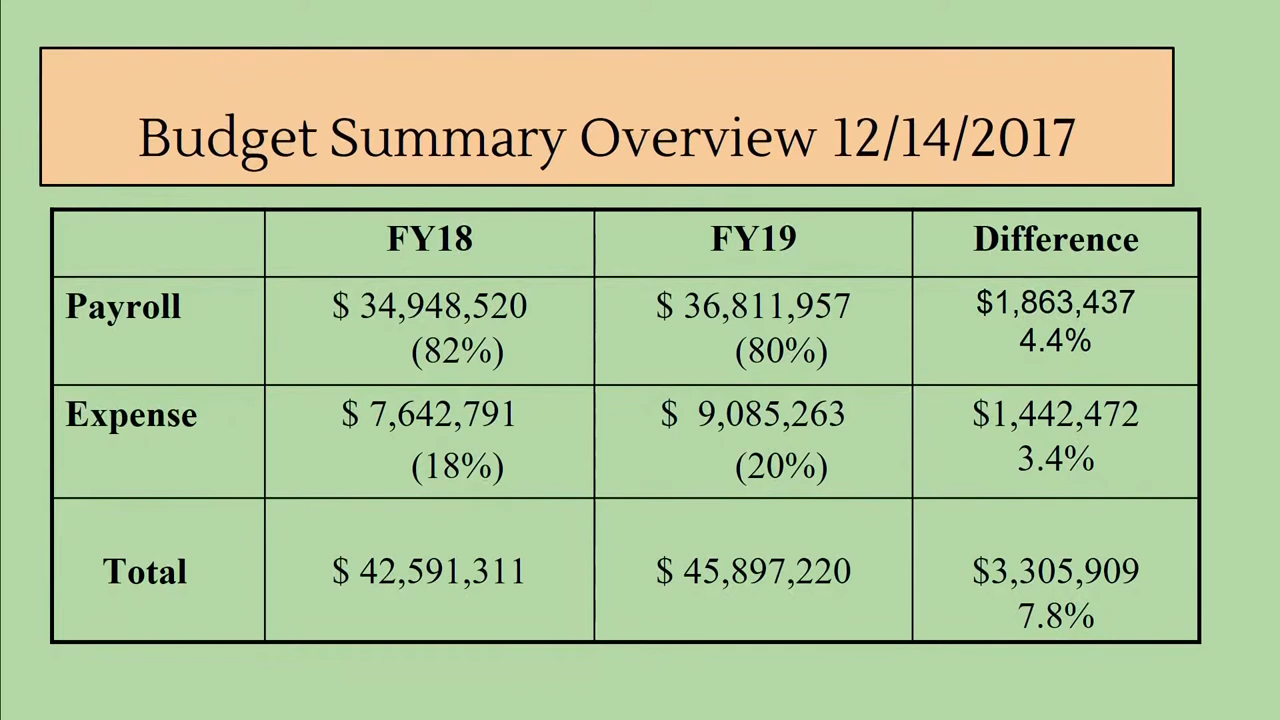 Budget Summary Overview 12/14/2017
FY18 FY19 Difference
Payroll $ 34,948,520 $ 36,811,957 $1,863,437
(82%) (80%) 4.4%
Expense $ 7,642,791 $ 9,085,263 $1,442,472
(18%) (20%) 3.4%
Total $ 42,591,311 $ 45,897,220 $3,305,909
7.8%